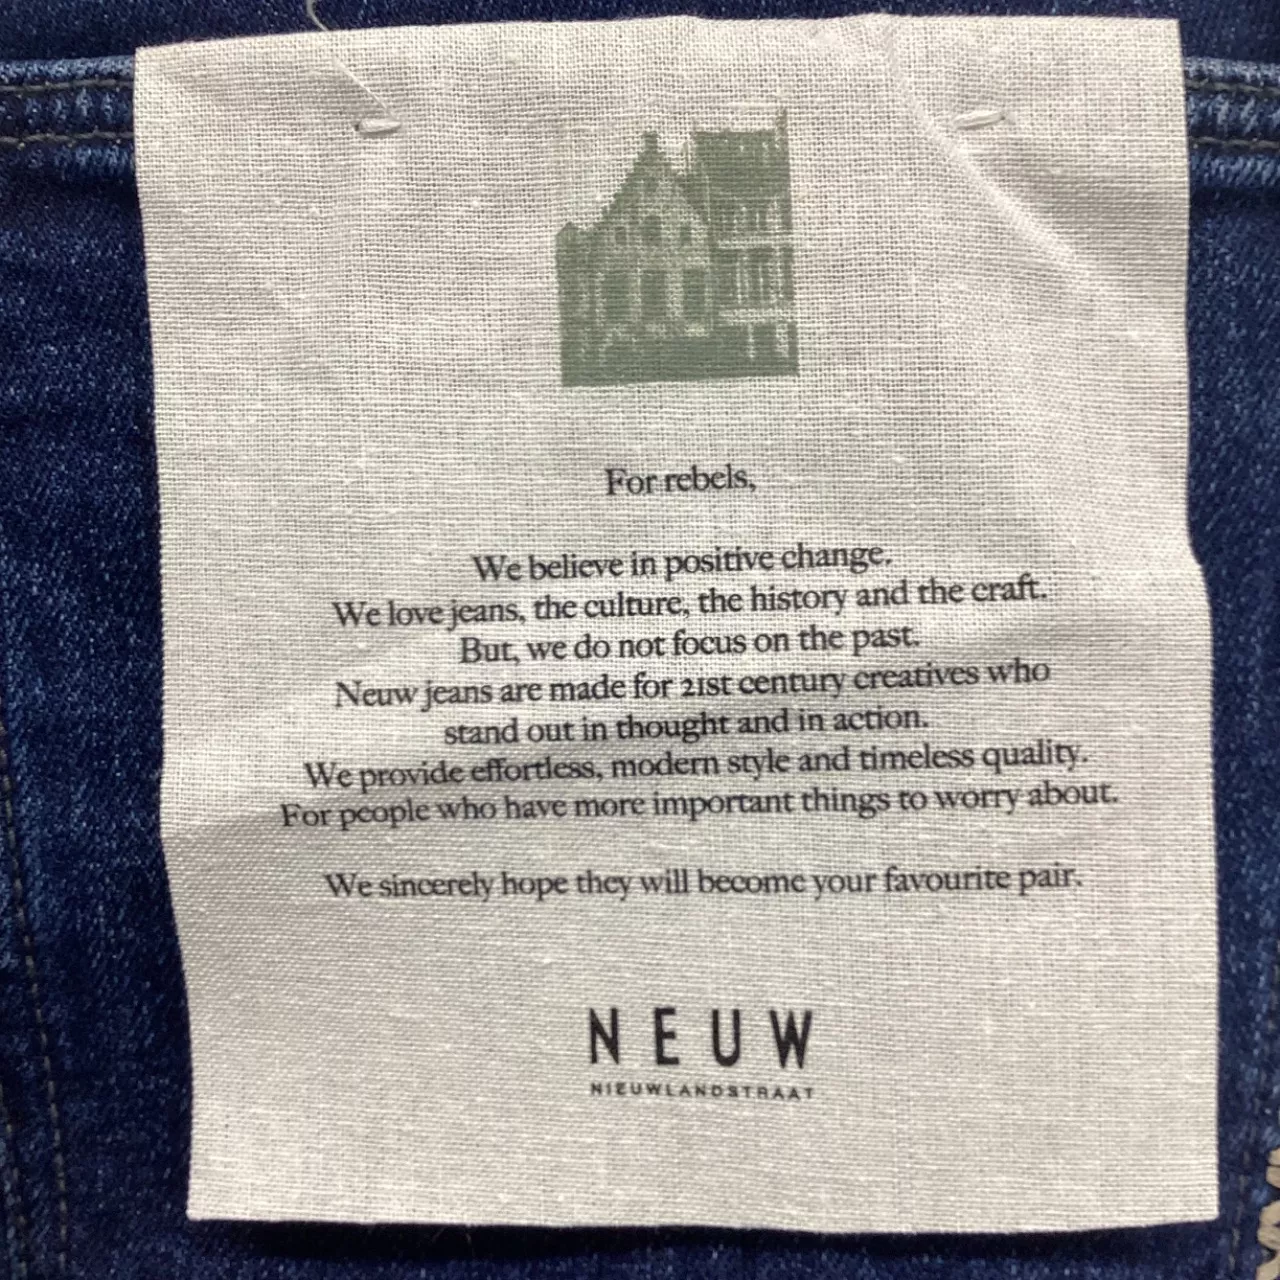 For rebels,
We believe in positive change.
We love jeans, the culture, the history and the craft.
But, we do not focus on the past.
Neuw jeans are made for 21st century creatives who
stand out in thought and in action.
We provide effortless, modern style and timeless quality.
For people who have more important things to worry about.
We sincerely hope they will become your favourite pair.
NEUW
NIEUWLANDSTRAAT